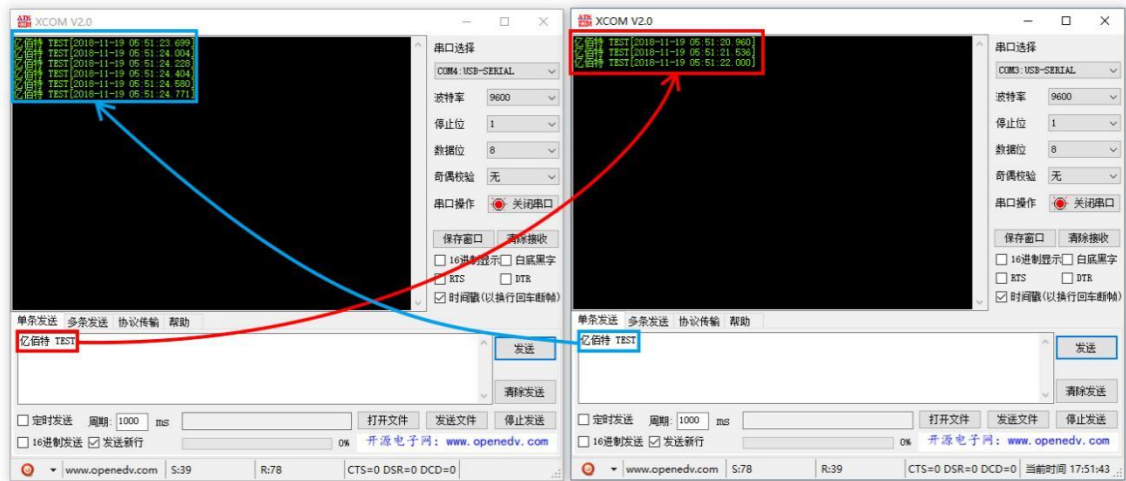 XCOM V2.0
亿佰特 TEST[2018-11-19 05:51:23.699]
亿佰特 TEST[2018-11-19 05:51:24.004]
亿佰特 TEST[2018-11-19 05:51:24.228]
亿佰特 TEST[2018-11-19 05:51:24.404]
亿佰特 TEST[2018-11-19 05:51:24.580]
亿佰特 TEST[2018-11-19 05:51:24.771]
串口选择
COM4:USB-SERIAL
波特率 9600
停止位 1
数据位 8
奇偶校验 无
串口操作 关闭串口
保存窗口 清除接收
16进制显示 白底黑字
RTS DTR
时间戳(以换行回车断帧)
单条发送 多条发送 协议传输 帮助
亿佰特 TEST
发送
清除发送
定时发送 周期: 1000 ms 打开文件 发送文件 停止发送
16进制发送 发送新行 0% 开源电子网: www.openedv.com
www.openedv.com S:39 R:78 CTS=0 DSR=0 DCD=0
XCOM V2.0
亿佰特 TEST[2018-11-19 05:51:20.960]
亿佰特 TEST[2018-11-19 05:51:21.536]
亿佰特 TEST[2018-11-19 05:51:22.000]
串口选择
COM3:USB-SERIAL
波特率 9600
停止位 1
数据位 8
奇偶校验 无
串口操作 关闭串口
保存窗口 清除接收
16进制显示 白底黑字
RTS DTR
时间戳(以换行回车断帧)
单条发送 多条发送 协议传输 帮助
亿佰特 TEST
发送
清除发送
定时发送 周期: 1000 ms 打开文件 发送文件 停止发送
16进制发送 发送新行 0% 开源电子网: www.openedv.com
www.openedv.com S:78 R:39 CTS=0 DSR=0 DCD=0 当前时间 17:51:43